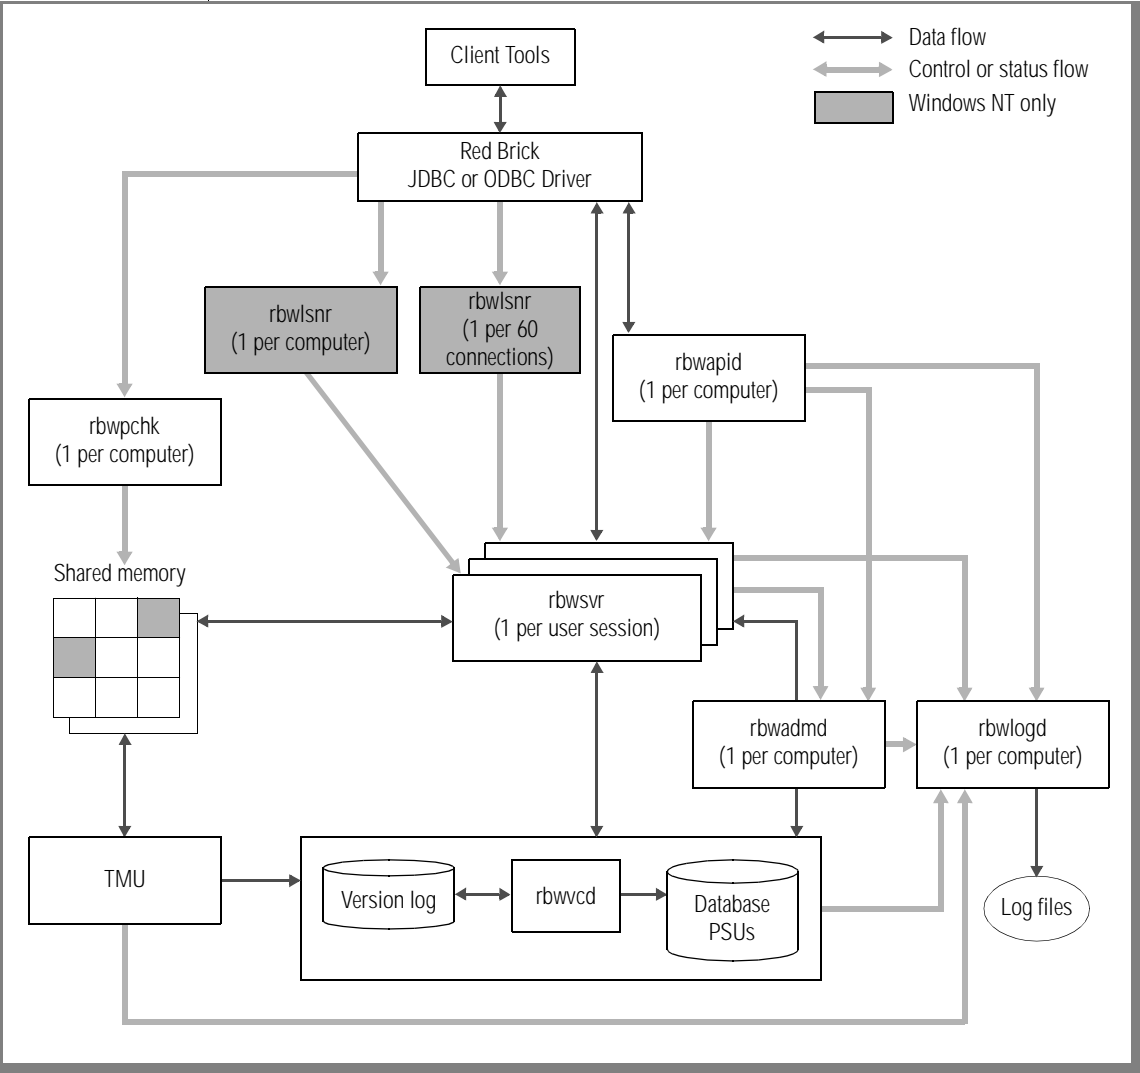 Client Tools
Data flow
Control or status flow
Windows NT only
Red Brick
JDBC or ODBC Driver
rbwlsnr
(1 per computer)
rbwlsnr
(1 per 60
connections)
rbwapid
(1 per computer)
rbwpchk
(1 per computer)
Shared memory
rbwsvr
(1 per user session)
rbwadmd
(1 per computer)
rbwlogd
(1 per computer)
TMU
Version log
rbwvcd
Database
PSUs
Log files